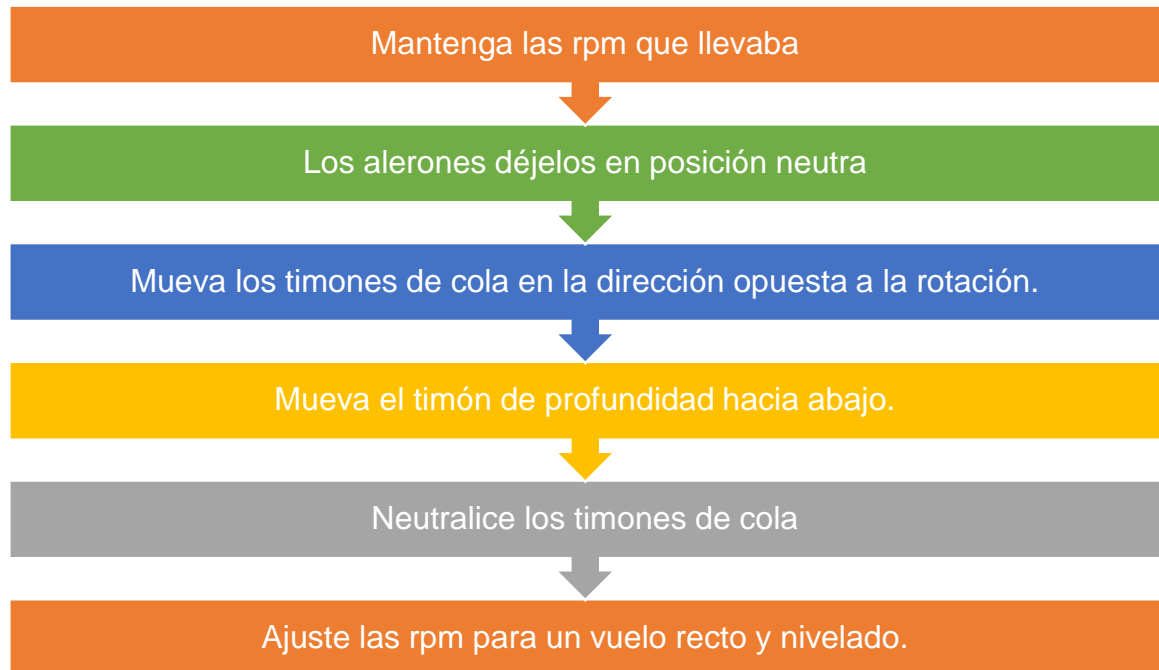 Mantenga las rpm que llevaba
Los alerones déjelos en posición neutra
Mueva los timones de cola en la dirección opuesta a la rotación.
Mueva el timón de profundidad hacia abajo.
Neutralice los timones de cola
Ajuste las rpm para un vuelo recto y nivelado.